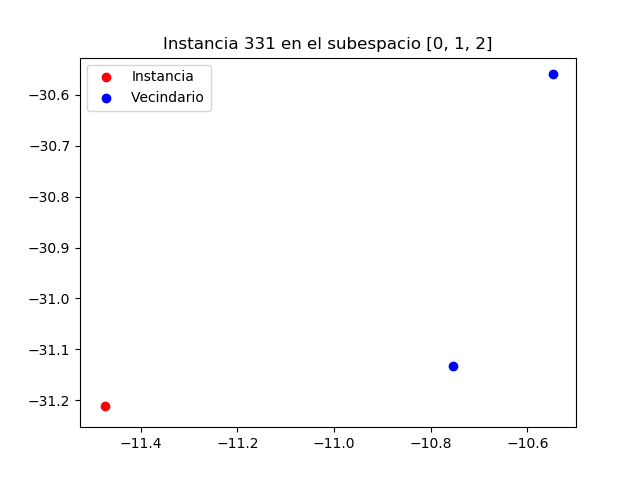 Instancia 331 en el subespacio [0, 1, 2]
Instancia
Vecindario
−30.6
−30.7
−30.8
−30.9
−31.0
−31.1
−31.2
−11.4 −11.2 −11.0 −10.8 −10.6